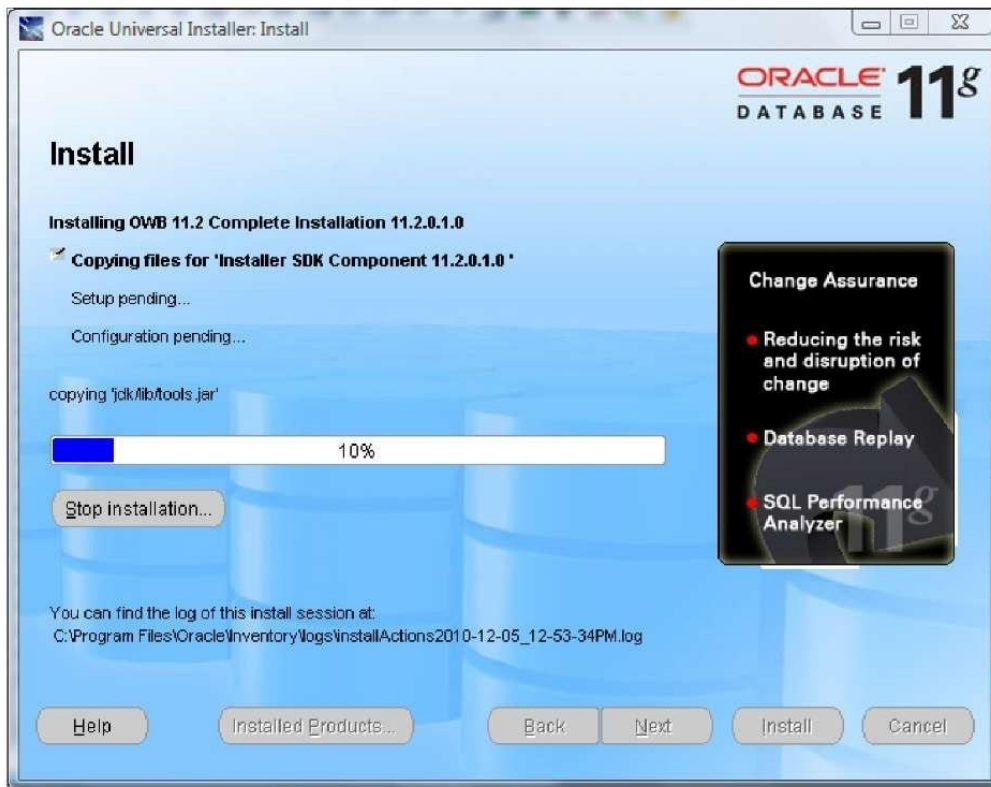 Oracle Universal Installer: Install
ORACLE 11g
DATABASE
Install
Installing OWB 11.2 Complete Installation 11.2.0.1.0
Copying files for 'Installer SDK Component 11.2.0.1.0 '
Setup pending...
Configuration pending...
copying 'jdk/lib/tools.jar'
10%
Stop installation...
Change Assurance
Reducing the risk
and disruption of
change
Database Replay
SQL Performance
Analyzer
11g
You can find the log of this install session at:
C:\Program Files\Oracle\Inventory\logs\installActions2010-12-05_12-53-34PM.log
Help
Installed Products...
Back
Next
Install
Cancel